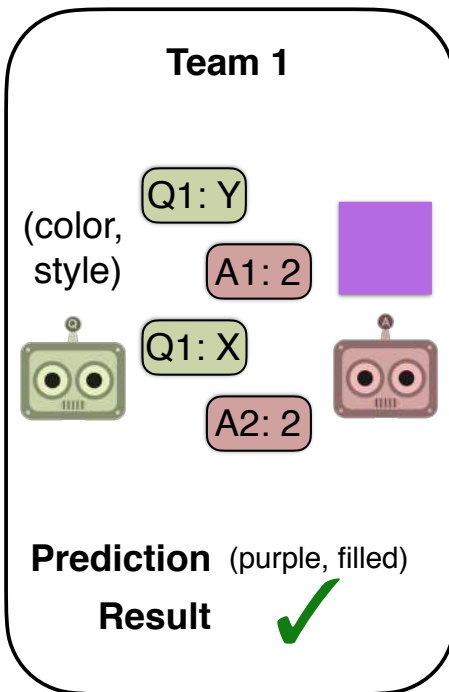 Team 1
Q1: Y
(color,
style)
A1: 2
Q
A
Q1: X
A2: 2
Prediction (purple, filled)
Result